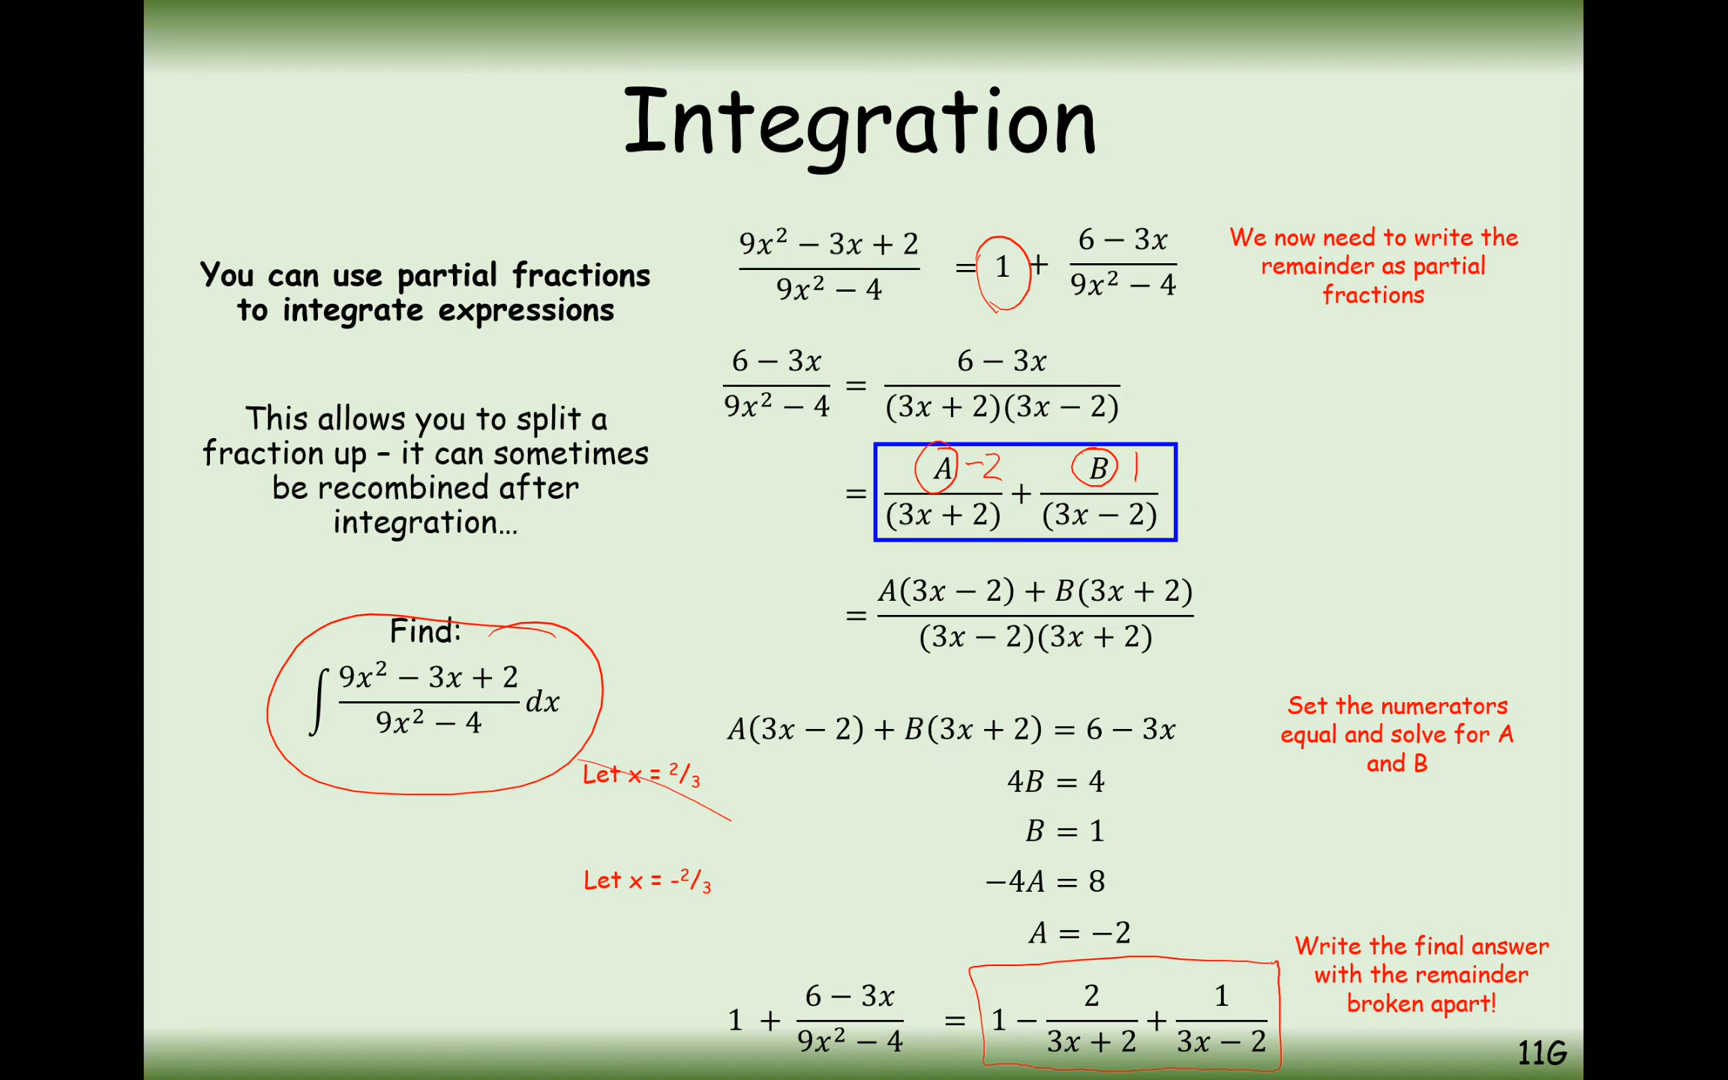 Integration
You can use partial fractions
to integrate expressions
This allows you to split a
fraction up – it can sometimes
be recombined after
integration…
Find:
∫ (9x² − 3x + 2)/(9x² − 4) dx
(9x² − 3x + 2)/(9x² − 4) = 1 + (6 − 3x)/(9x² − 4)
We now need to write the
remainder as partial
fractions
(6 − 3x)/(9x² − 4) = (6 − 3x)/((3x + 2)(3x − 2))
= A/(3x + 2) + B/(3x − 2)
-2
1
= (A(3x − 2) + B(3x + 2))/((3x − 2)(3x + 2))
A(3x − 2) + B(3x + 2) = 6 − 3x
Set the numerators
equal and solve for A
and B
Let x = 2/3
4B = 4
B = 1
Let x = -2/3
−4A = 8
A = −2
1 + (6 − 3x)/(9x² − 4) = 1 − 2/(3x + 2) + 1/(3x − 2)
Write the final answer
with the remainder
broken apart!
11G